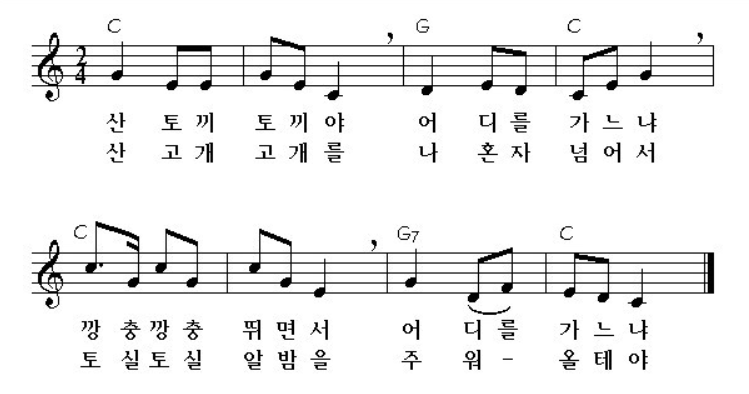 C G C
2
4
산 토 끼 토 끼 야 어 디 를 가 느 냐
산 고 개 고 개 를 나 혼 자 넘 어 서
C G7 C
깡 충 깡 충 뛰 면 서 어 디 를 가 느 냐
토 실 토 실 알 밤 을 주 워 - 올 테 야